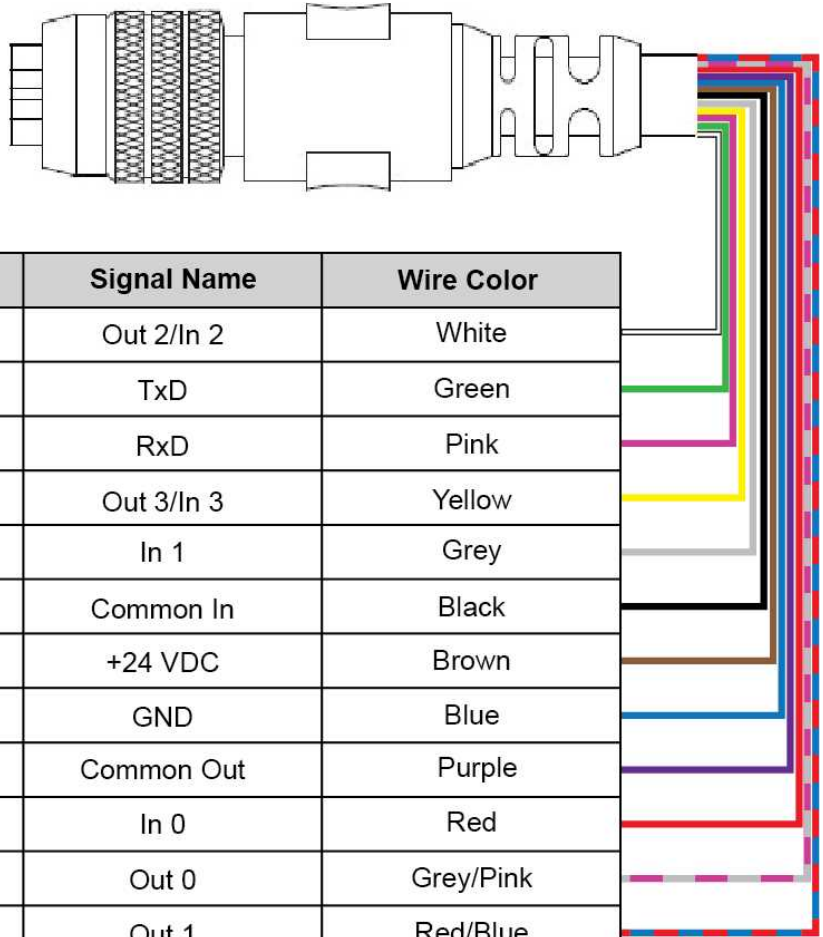 Signal Name Wire Color
Out 2/In 2 White
TxD Green
RxD Pink
Out 3/In 3 Yellow
In 1 Grey
Common In Black
+24 VDC Brown
GND Blue
Common Out Purple
In 0 Red
Out 0 Grey/Pink
Out 1 Red/Blue